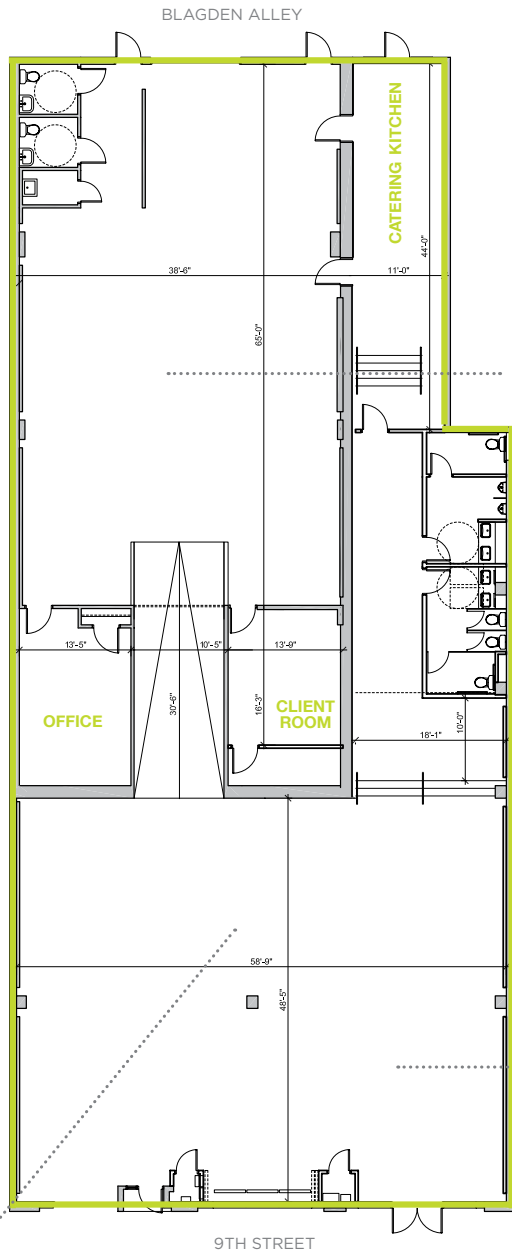 BLAGDEN ALLEY
CATERING KITCHEN
44'-0"
38'-6"
11'-0"
65'-0"
13'-5"
10'-5"
13'-9"
30'-6"
16'-3"
OFFICE
CLIENT
ROOM
10'-0"
18'-1"
58'-9"
48'-5"
9TH STREET